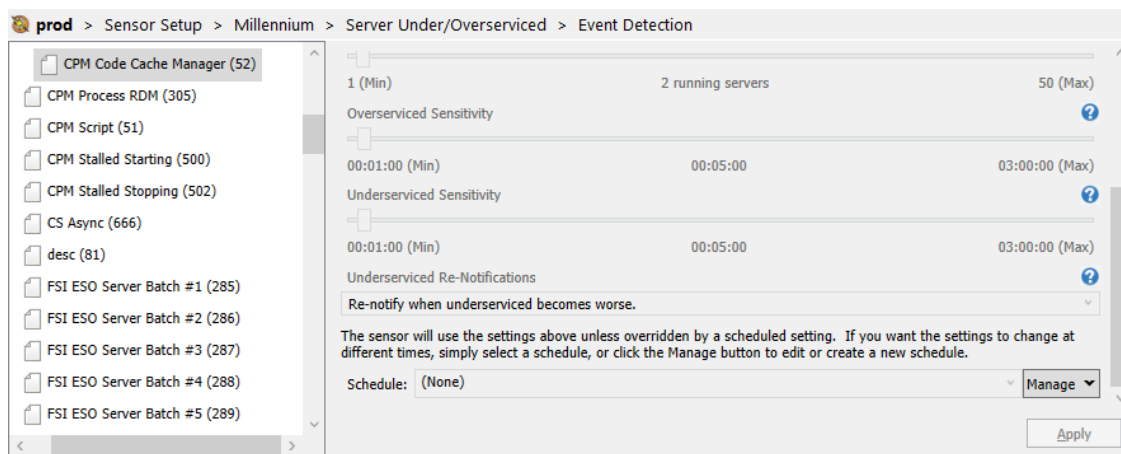 prod > Sensor Setup > Millennium > Server Under/Overserviced > Event Detection
CPM Code Cache Manager (52)
CPM Process RDM (305)
CPM Script (51)
CPM Stalled Starting (500)
CPM Stalled Stopping (502)
CS Async (666)
desc (81)
FSI ESO Server Batch #1 (285)
FSI ESO Server Batch #2 (286)
FSI ESO Server Batch #3 (287)
FSI ESO Server Batch #4 (288)
FSI ESO Server Batch #5 (289)
1 (Min) 2 running servers 50 (Max)
Overserviced Sensitivity
00:01:00 (Min) 00:05:00 03:00:00 (Max)
Underserviced Sensitivity
00:01:00 (Min) 00:05:00 03:00:00 (Max)
Underserviced Re-Notifications
Re-notify when underserviced becomes worse.
The sensor will use the settings above unless overridden by a scheduled setting. If you want the settings to change at
different times, simply select a schedule, or click the Manage button to edit or create a new schedule.
Schedule: (None) Manage
Apply